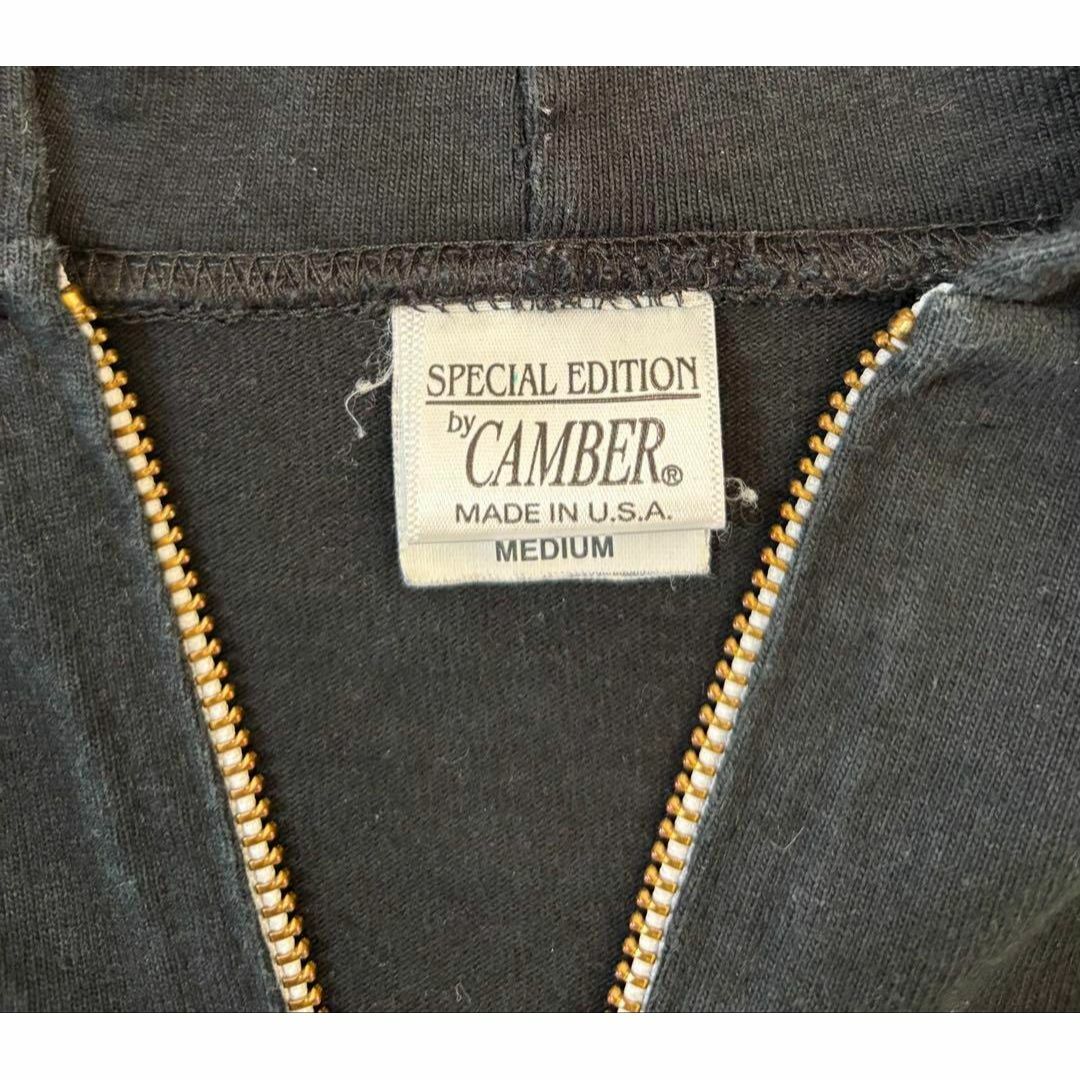 SPECIAL EDITION
by CAMBER®
MADE IN U.S.A.
MEDIUM